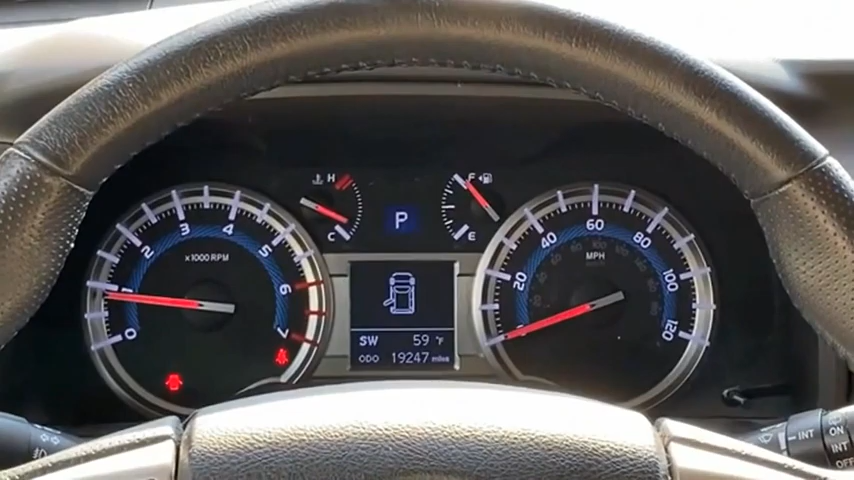 H
C
P
F
E
x1000 RPM
0
1
2
3
4
5
6
7
MPH
20
40
60
80
100
120
SW 59 °F
ODO 19247 miles
INT
ON
INT
OFF